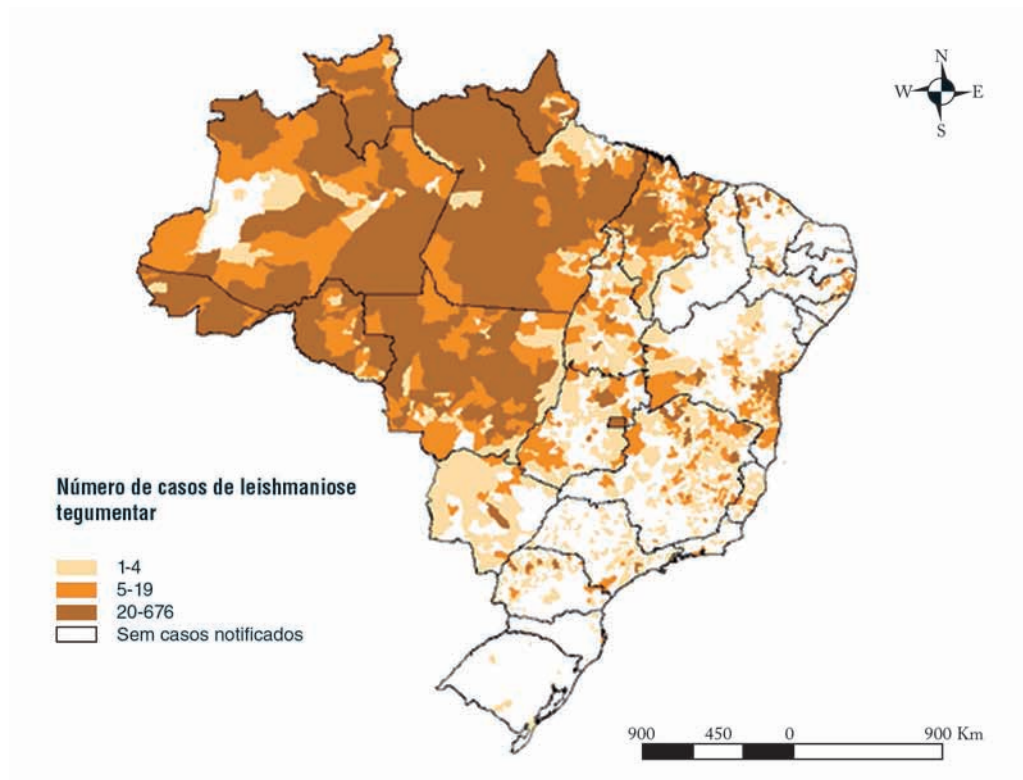 N
W E
S
Número de casos de leishmaniose
tegumentar
1-4
5-19
20-676
Sem casos notificados
900 450 0 900 Km